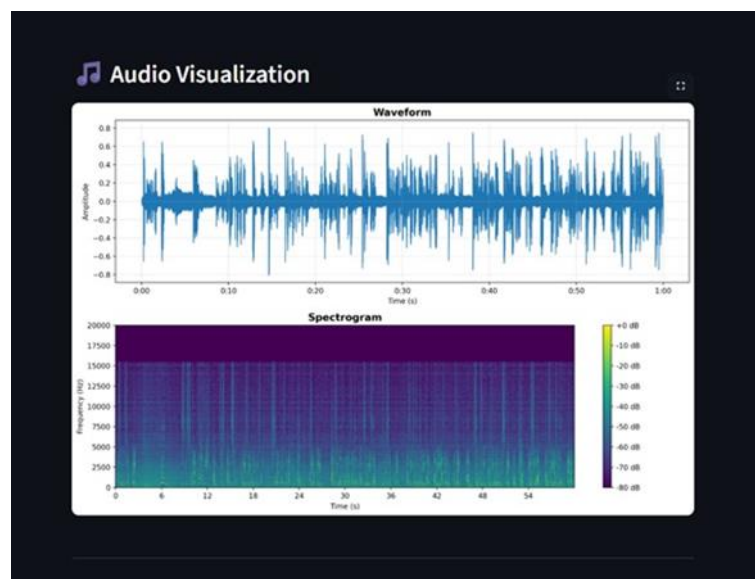 Audio Visualization
Waveform
0.8
0.6
0.4
0.2
0.0
−0.2
−0.4
−0.6
−0.8
Amplitude
0:00 0:10 0:20 0:30 0:40 0:50 1:00
Time (s)
Spectrogram
20000
17500
15000
12500
10000
7500
5000
2500
0
Frequency (Hz)
0 6 12 18 24 30 36 42 48 54
Time (s)
+0 dB
-10 dB
-20 dB
-30 dB
-40 dB
-50 dB
-60 dB
-70 dB
-80 dB